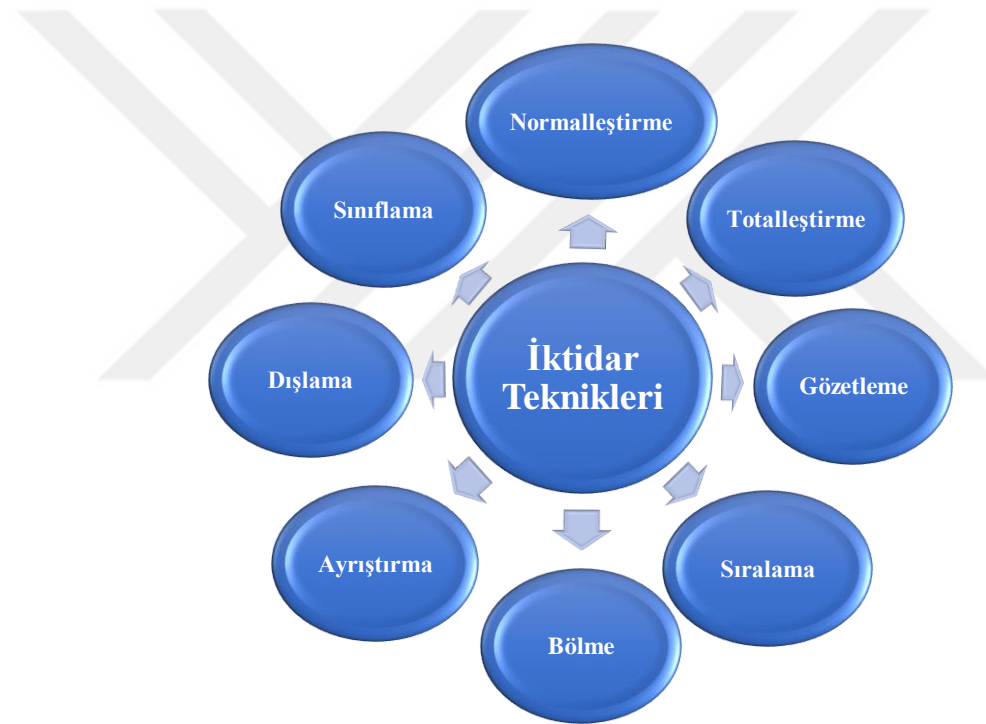 Normalleştirme
Sınıflama
Totalleştirme
İktidar
Teknikleri
Dışlama
Gözetleme
Ayrıştırma
Sıralama
Bölme